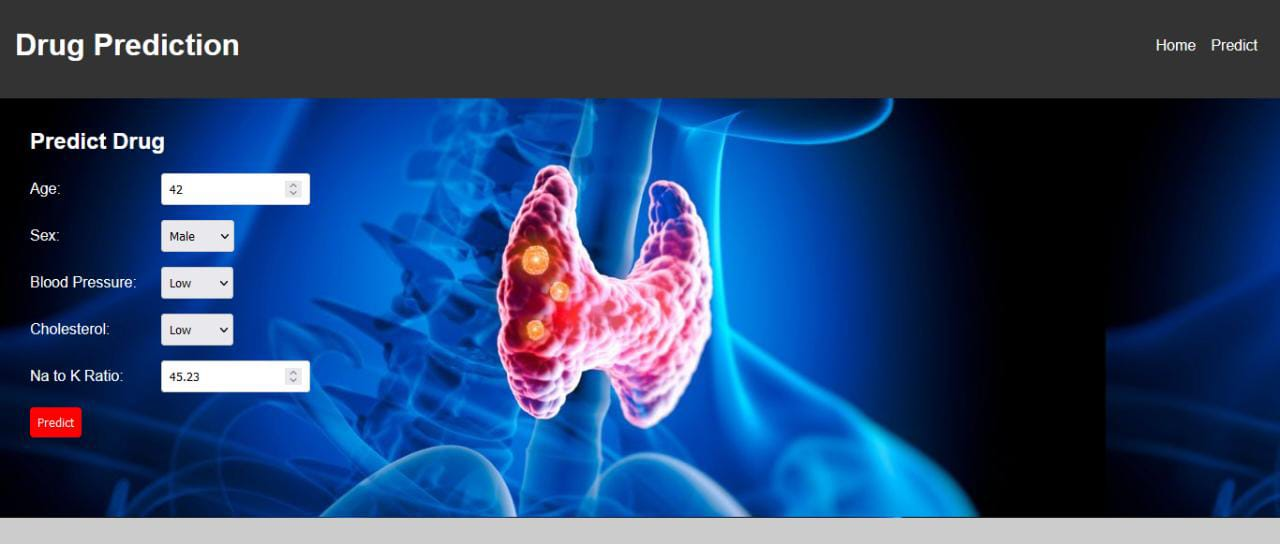 Drug Prediction
Home Predict
Predict Drug
Age: 42
Sex: Male
Blood Pressure: Low
Cholesterol: Low
Na to K Ratio: 45.23
Predict